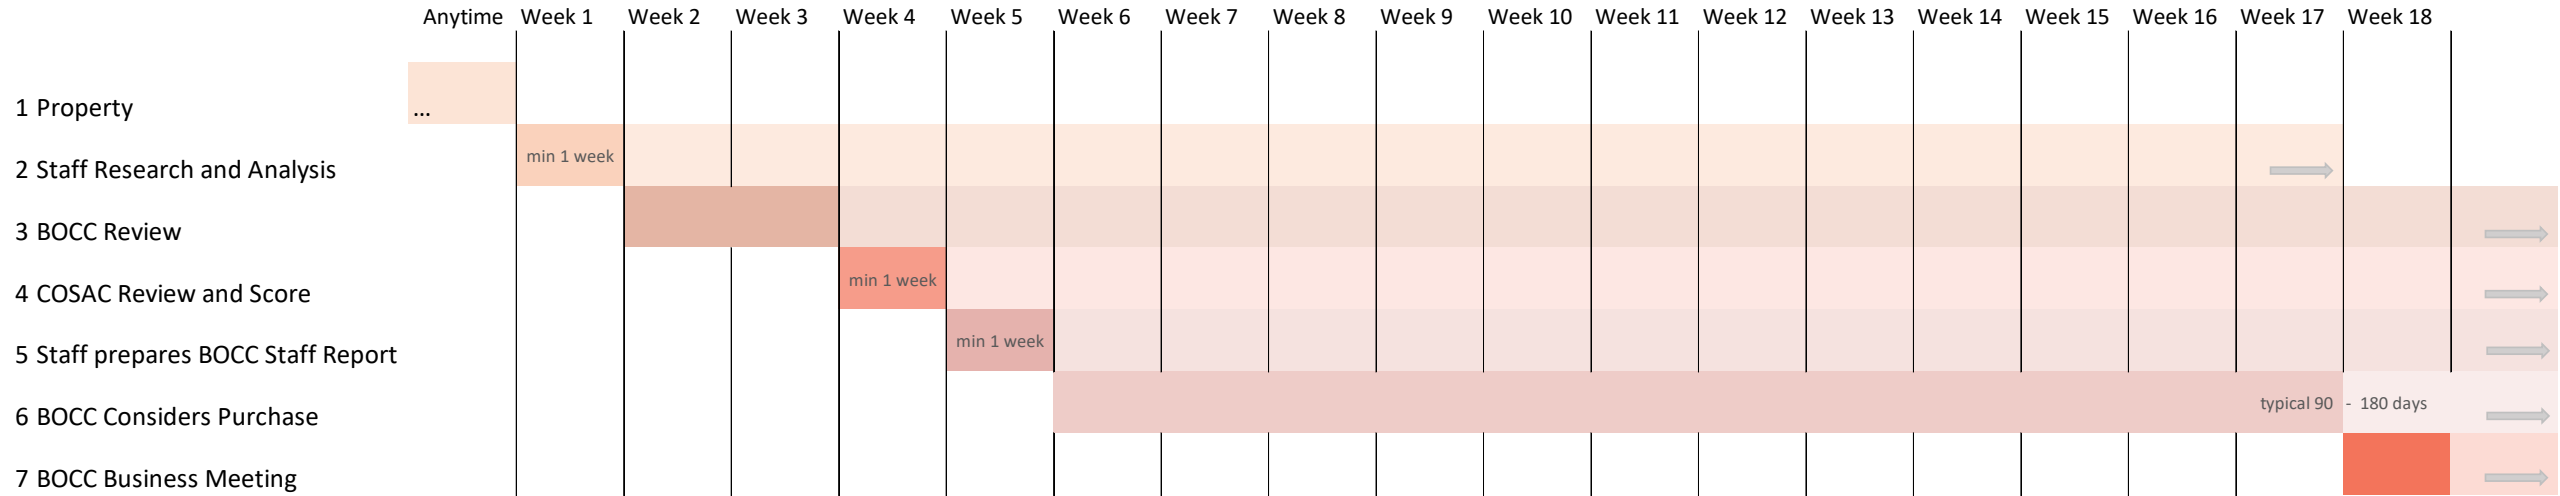 Anytime Week 1 Week 2 Week 3 Week 4 Week 5 Week 6 Week 7 Week 8 Week 9 Week 10 Week 11 Week 12 Week 13 Week 14 Week 15 Week 16 Week 17 Week 18
1 Property ...
min 1 week
2 Staff Research and Analysis
3 BOCC Review
min 1 week
4 COSAC Review and Score
min 1 week
5 Staff prepares BOCC Staff Report
typical 90 - 180 days
6 BOCC Considers Purchase
7 BOCC Business Meeting